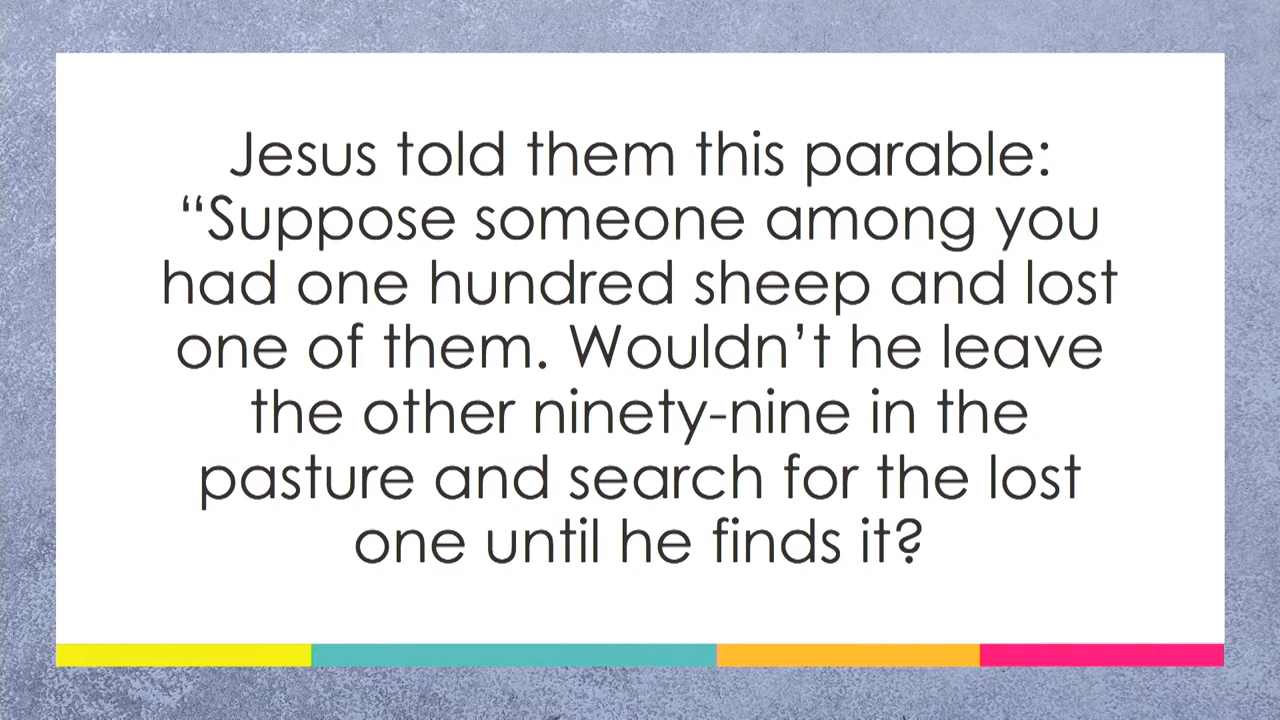 Jesus told them this parable:
“Suppose someone among you
had one hundred sheep and lost
one of them. Wouldn’t he leave
the other ninety-nine in the
pasture and search for the lost
one until he finds it?